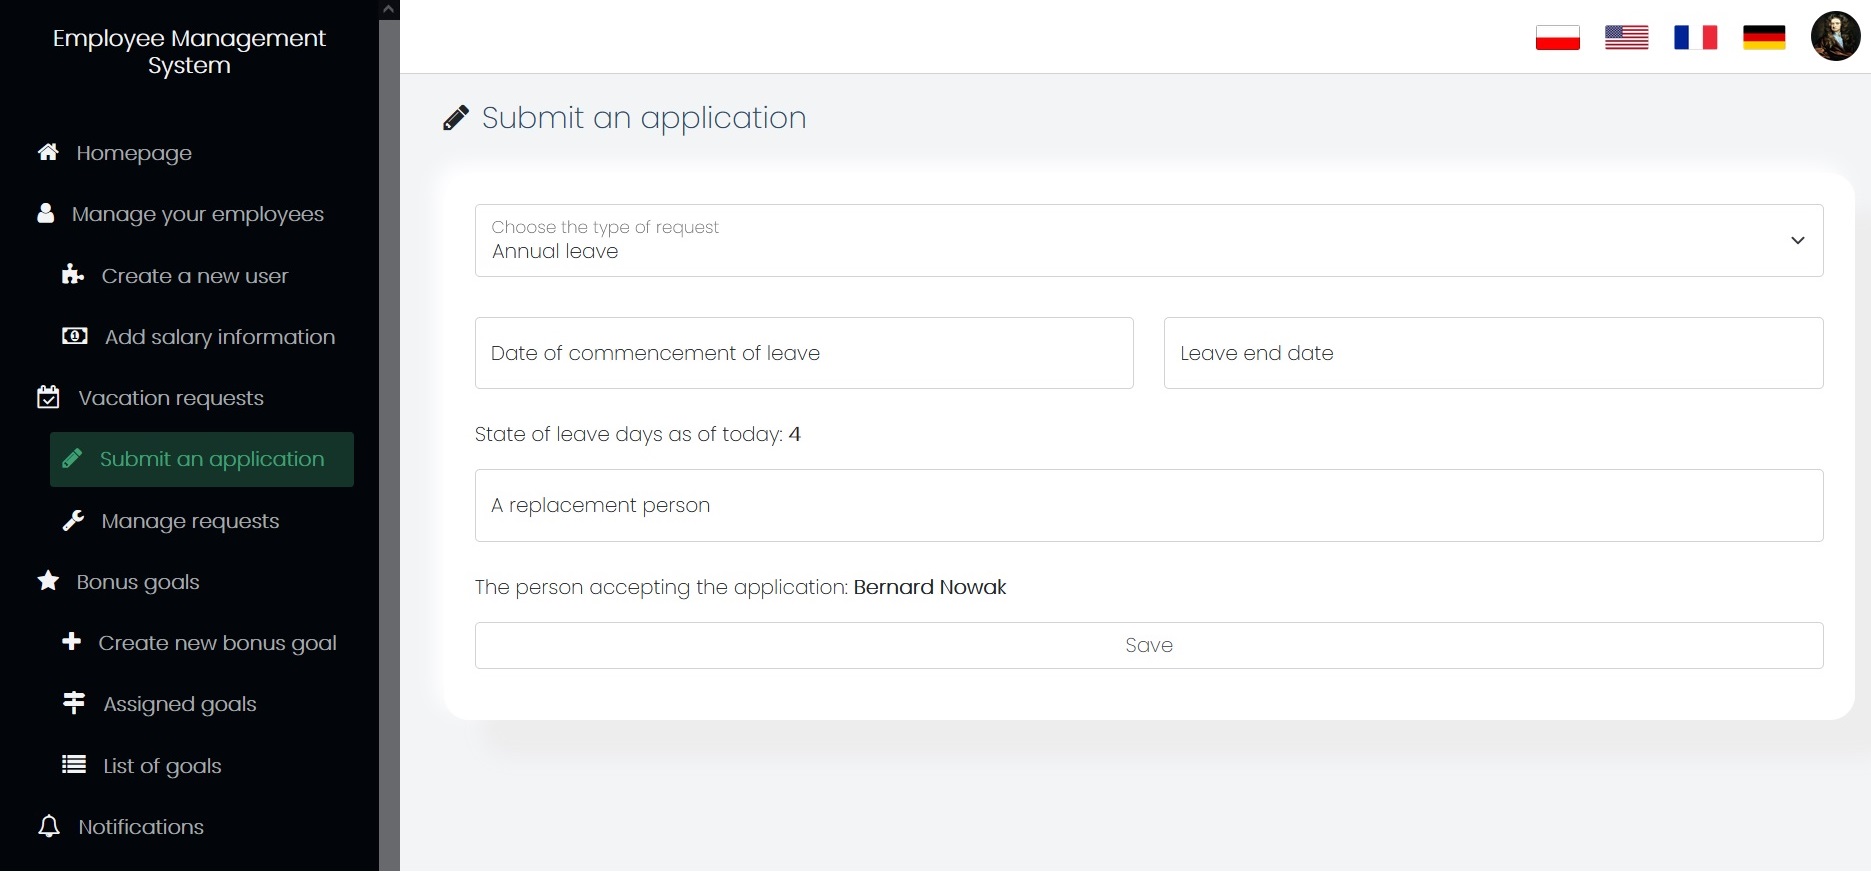 Employee Management
System
Homepage
Manage your employees
Create a new user
Add salary information
Vacation requests
Submit an application
Manage requests
Bonus goals
Create new bonus goal
Assigned goals
List of goals
Notifications
Submit an application
Choose the type of request
Annual leave
Date of commencement of leave
Leave end date
State of leave days as of today: 4
A replacement person
The person accepting the application: Bernard Nowak
Save